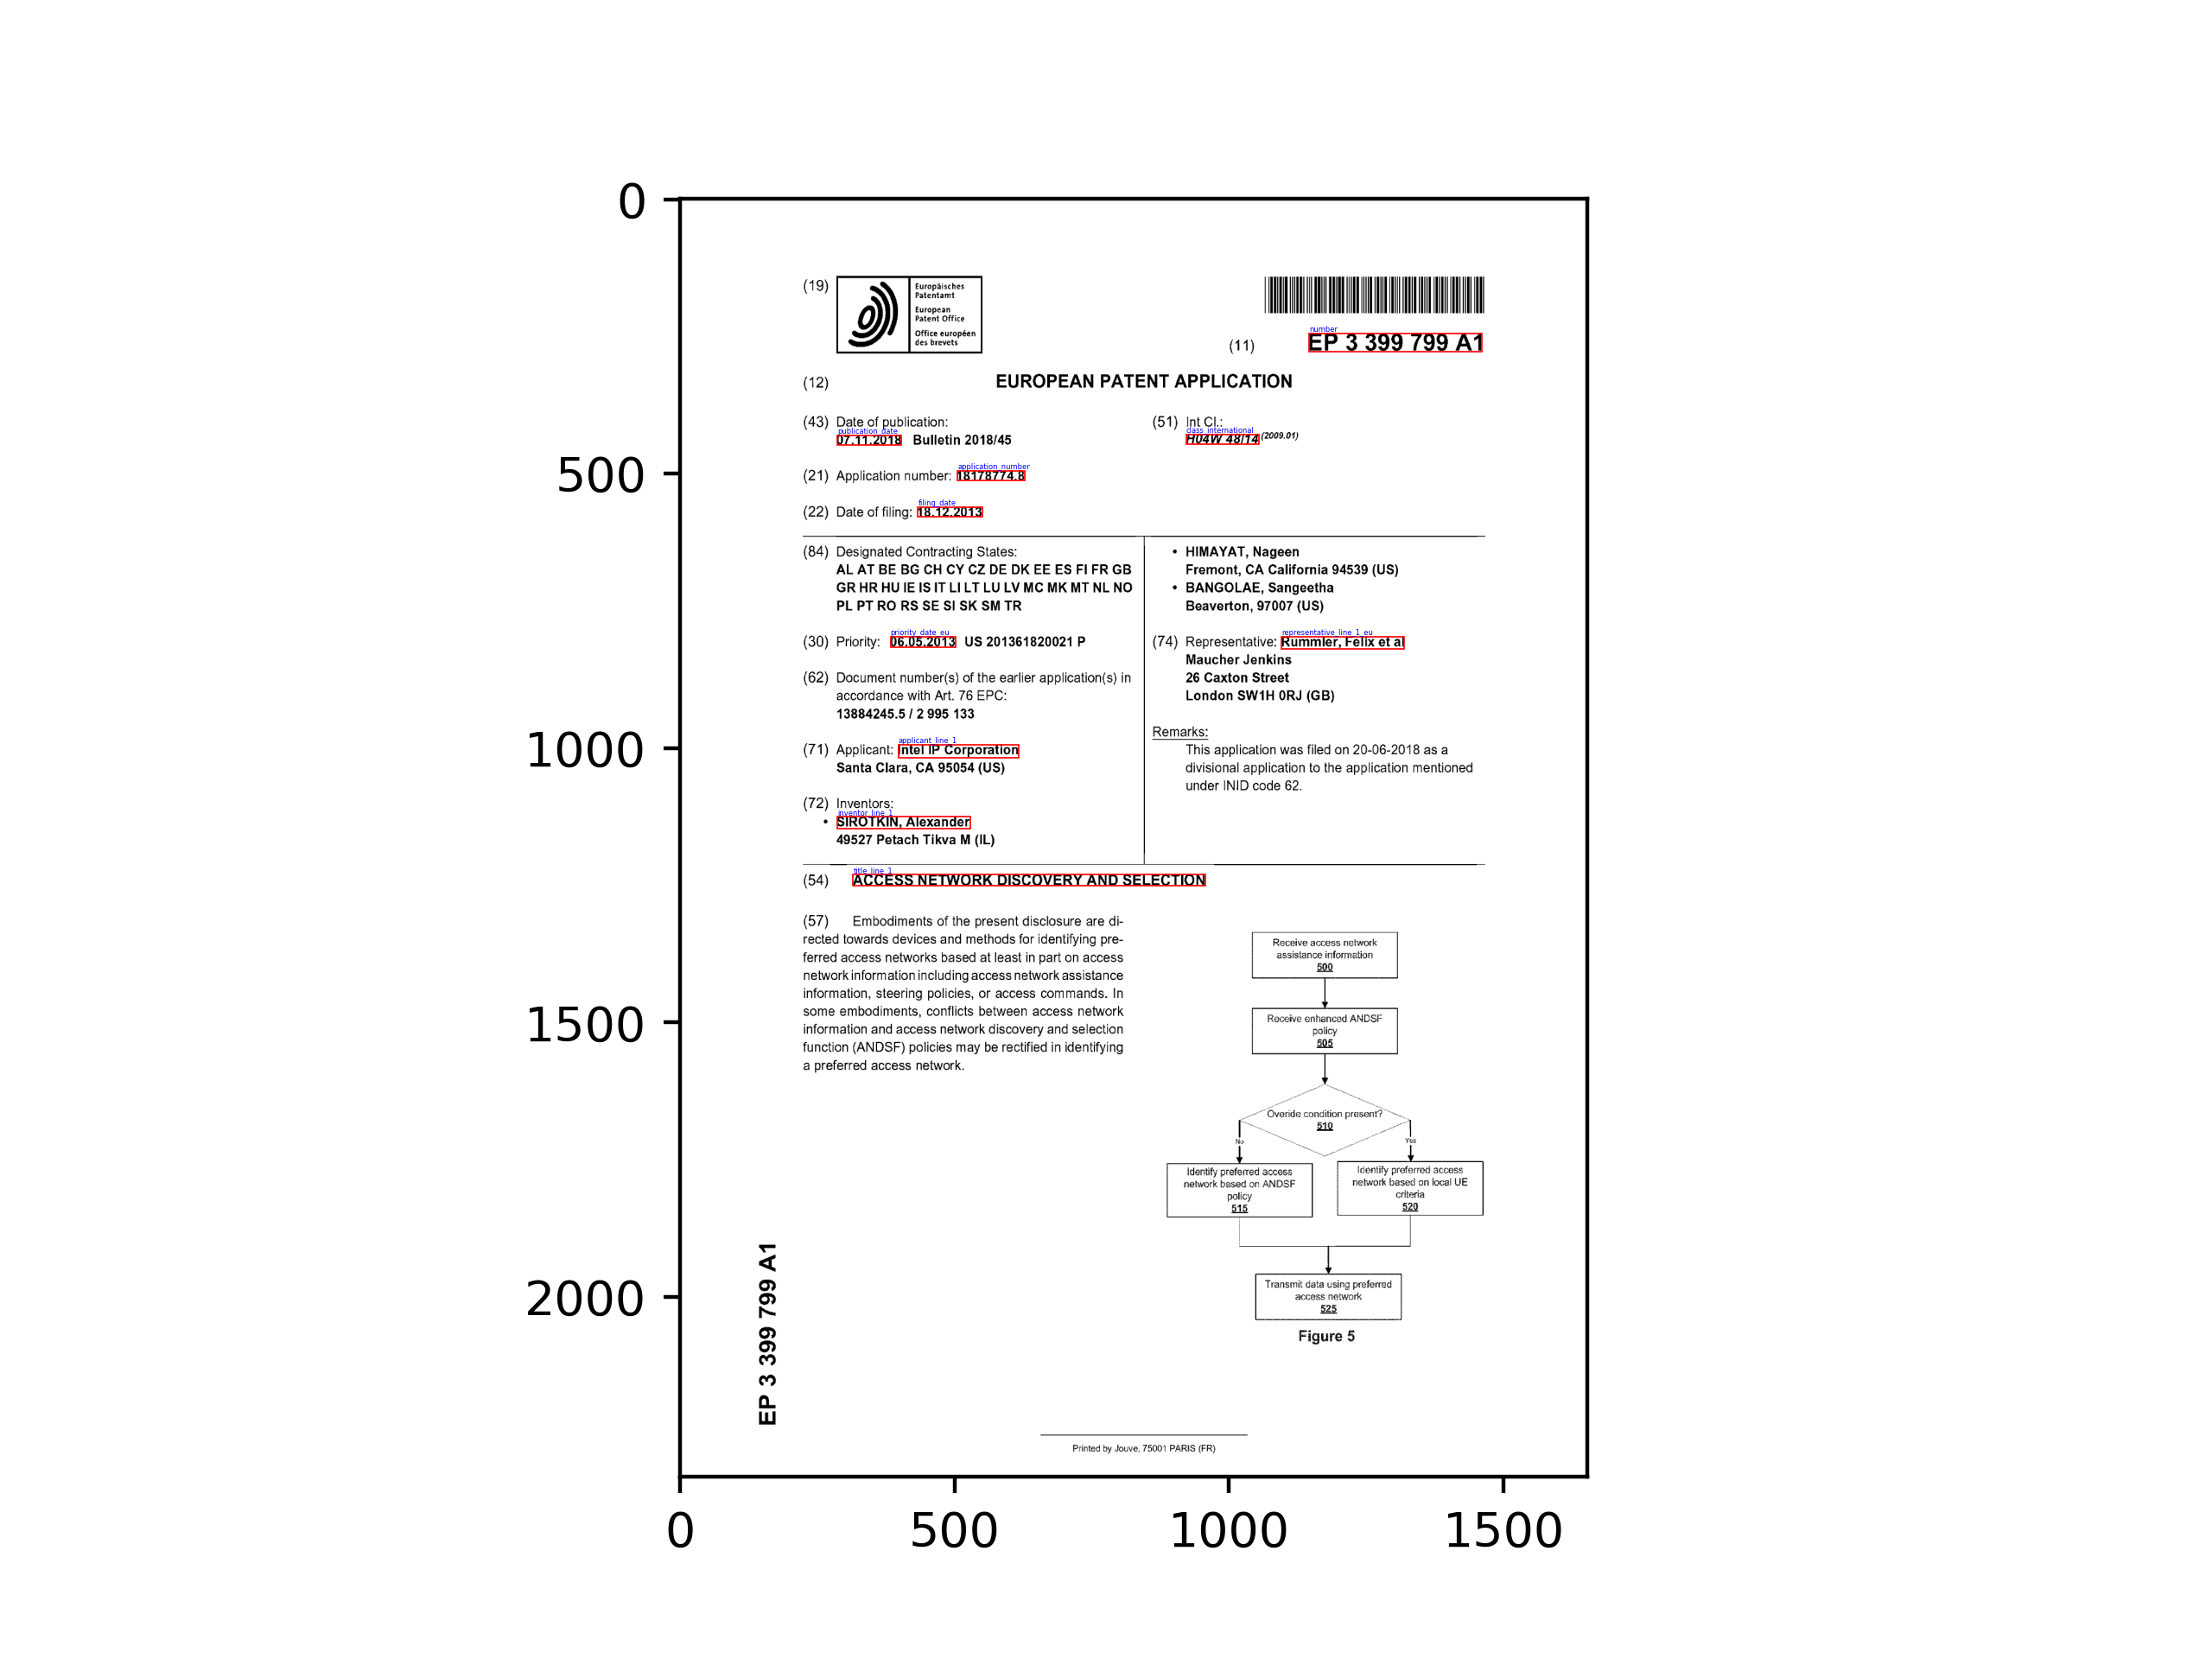 0
500
1000
1500
2000
0
500
1000
1500
(19)
Europäisches
Patentamt
European
Patent Office
Office européen
des brevets
number
(11) EP 3 399 799 A1
(12) EUROPEAN PATENT APPLICATION
(43) Date of publication:
publication_date
07.11.2018 Bulletin 2018/45
(51) Int Cl.:
class_international
H04W 48/14 (2009.01)
application_number
(21) Application number: 18178774.8
filing_date
(22) Date of filing: 18.12.2013
(84) Designated Contracting States:
AL AT BE BG CH CY CZ DE DK EE ES FI FR GB
GR HR HU IE IS IT LI LT LU LV MC MK MT NL NO
PL PT RO RS SE SI SK SM TR
priority_date_eu
(30) Priority: 06.05.2013 US 201361820021 P
(62) Document number(s) of the earlier application(s) in
accordance with Art. 76 EPC:
13884245.5 / 2 995 133
applicant_line_1
(71) Applicant: Intel IP Corporation
Santa Clara, CA 95054 (US)
(72) Inventors:
inventor_line_1
• SIROTKIN, Alexander
49527 Petach Tikva M (IL)
• HIMAYAT, Nageen
Fremont, CA California 94539 (US)
• BANGOLAE, Sangeetha
Beaverton, 97007 (US)
representative_line_1_eu
(74) Representative: Rummler, Felix et al
Maucher Jenkins
26 Caxton Street
London SW1H 0RJ (GB)
Remarks:
This application was filed on 20-06-2018 as a
divisional application to the application mentioned
under INID code 62.
title_line_1
(54) ACCESS NETWORK DISCOVERY AND SELECTION
(57) Embodiments of the present disclosure are di-
rected towards devices and methods for identifying pre-
ferred access networks based at least in part on access
network information including access network assistance
information, steering policies, or access commands. In
some embodiments, conflicts between access network
information and access network discovery and selection
function (ANDSF) policies may be rectified in identifying
a preferred access network.
Receive access network
assistance information
500
Receive enhanced ANDSF
policy
505
Overide condition present?
510
No
Yes
Identify preferred access
network based on ANDSF
policy
515
Identify preferred access
network based on local UE
criteria
520
Transmit data using preferred
access network
525
Figure 5
EP 3 399 799 A1
Printed by Jouve, 75001 PARIS (FR)